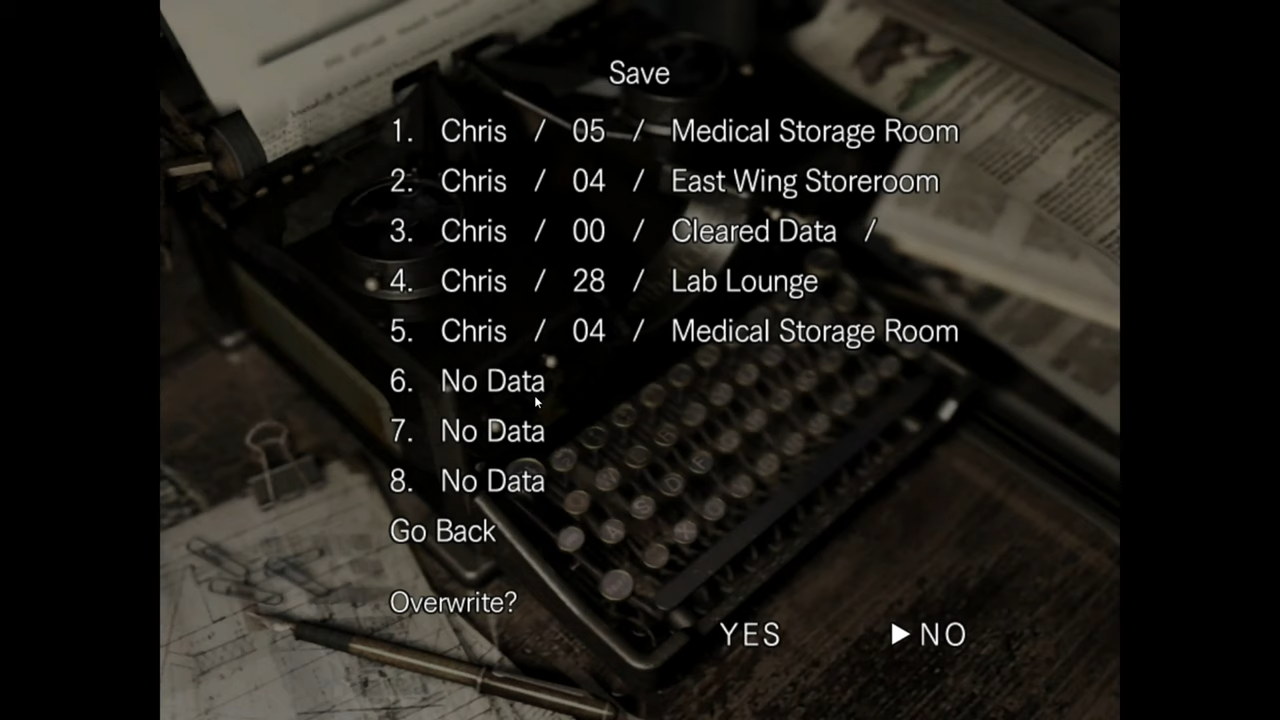 Save
1. Chris / 05 / Medical Storage Room
2. Chris / 04 / East Wing Storeroom
3. Chris / 00 / Cleared Data /
4. Chris / 28 / Lab Lounge
5. Chris / 04 / Medical Storage Room
6. No Data
7. No Data
8. No Data
Go Back
Overwrite?
YES ▶NO